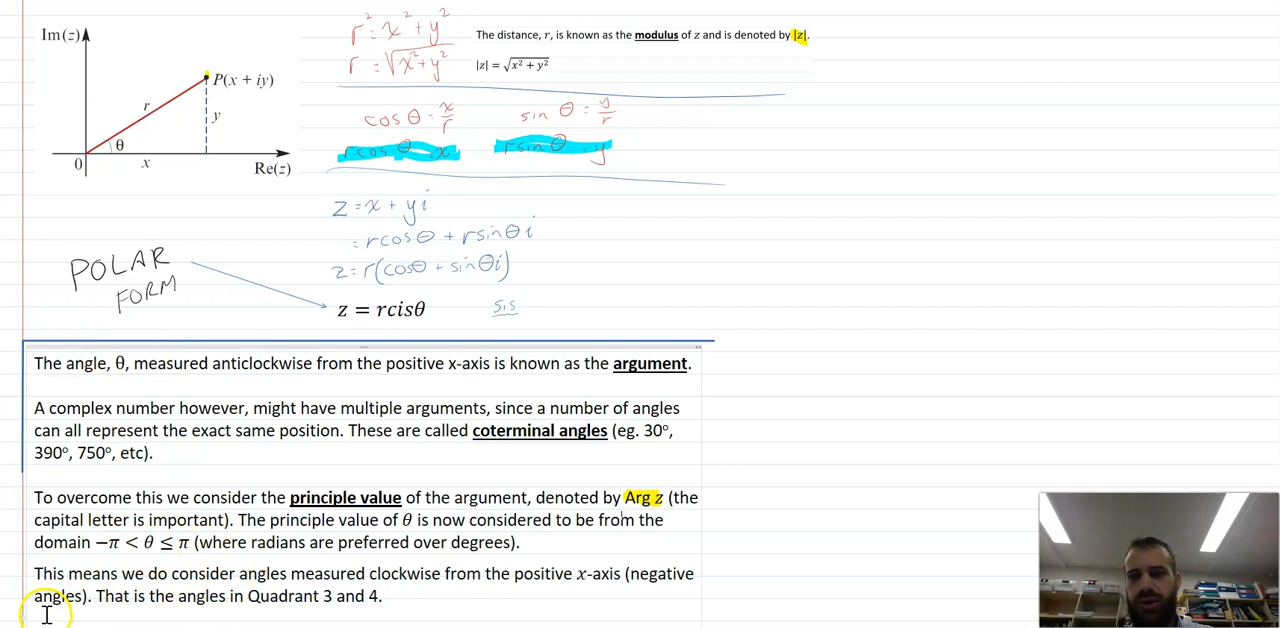 Im(z)
P(x + iy)
r
y
θ
0
x
Re(z)
r² = x² + y²
r = √x² + y²
The distance, r, is known as the modulus of z and is denoted by |z|.
|z| = √x² + y²
cos θ = x/r
sin θ = y/r
rcos θ = x
rsin θ = y
z = x + yi
= rcosθ + rsinθi
z = r(cosθ + sinθi)
POLAR
FORM
z = rcisθ
sis
The angle, θ, measured anticlockwise from the positive x-axis is known as the argument.
A complex number however, might have multiple arguments, since a number of angles
can all represent the exact same position. These are called coterminal angles (eg. 30°,
390°, 750°, etc).
To overcome this we consider the principle value of the argument, denoted by Arg z (the
capital letter is important). The principle value of θ is now considered to be from the
domain −π < θ ≤ π (where radians are preferred over degrees).
This means we do consider angles measured clockwise from the positive x-axis (negative
angles). That is the angles in Quadrant 3 and 4.